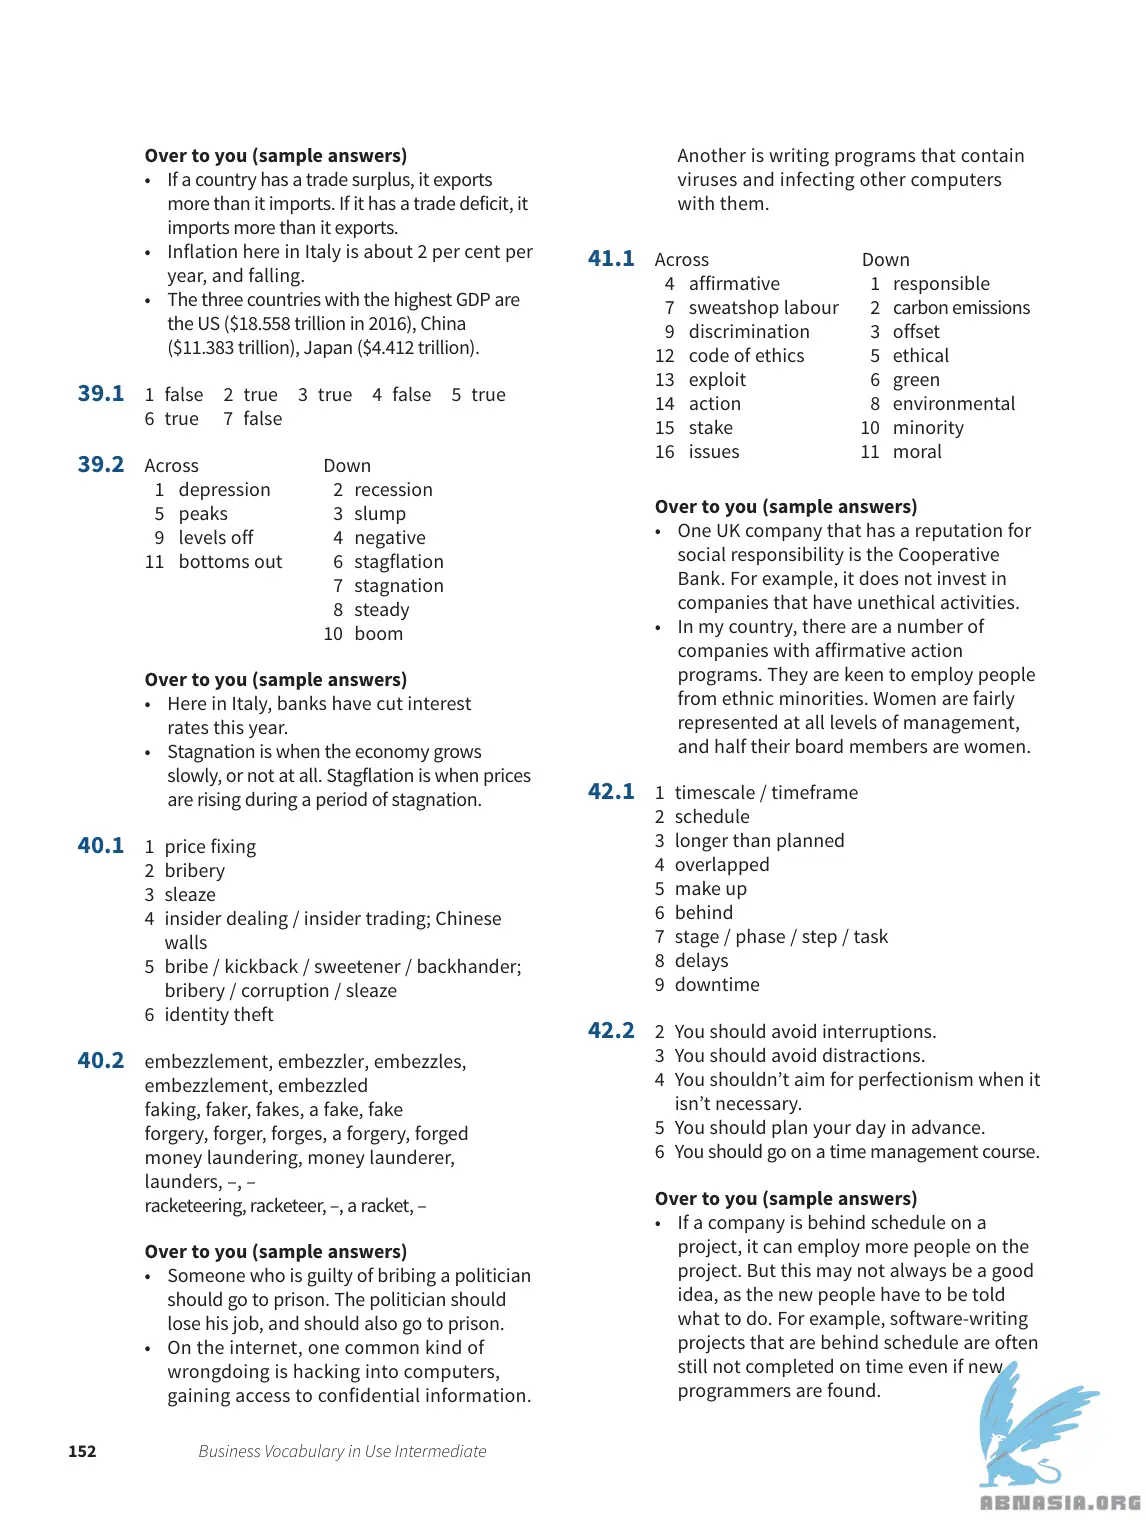 Over to you (sample answers)
• If a country has a trade surplus, it exports
more than it imports. If it has a trade deficit, it
imports more than it exports.
• Inflation here in Italy is about 2 per cent per
year, and falling.
• The three countries with the highest GDP are
the US ($18.558 trillion in 2016), China
($11.383 trillion), Japan ($4.412 trillion).
39.1 1 false 2 true 3 true 4 false 5 true
6 true 7 false
39.2 Across Down
1 depression 2 recession
5 peaks 3 slump
9 levels off 4 negative
11 bottoms out 6 stagflation
7 stagnation
8 steady
10 boom
Over to you (sample answers)
• Here in Italy, banks have cut interest
rates this year.
• Stagnation is when the economy grows
slowly, or not at all. Stagflation is when prices
are rising during a period of stagnation.
40.1 1 price fixing
2 bribery
3 sleaze
4 insider dealing / insider trading; Chinese
walls
5 bribe / kickback / sweetener / backhander;
bribery / corruption / sleaze
6 identity theft
40.2 embezzlement, embezzler, embezzles,
embezzlement, embezzled
faking, faker, fakes, a fake, fake
forgery, forger, forges, a forgery, forged
money laundering, money launderer,
launders, –, –
racketeering, racketeer, –, a racket, –
Over to you (sample answers)
• Someone who is guilty of bribing a politician
should go to prison. The politician should
lose his job, and should also go to prison.
• On the internet, one common kind of
wrongdoing is hacking into computers,
gaining access to confidential information.
Another is writing programs that contain
viruses and infecting other computers
with them.
41.1 Across Down
4 affirmative 1 responsible
7 sweatshop labour 2 carbon emissions
9 discrimination 3 offset
12 code of ethics 5 ethical
13 exploit 6 green
14 action 8 environmental
15 stake 10 minority
16 issues 11 moral
Over to you (sample answers)
• One UK company that has a reputation for
social responsibility is the Cooperative
Bank. For example, it does not invest in
companies that have unethical activities.
• In my country, there are a number of
companies with affirmative action
programs. They are keen to employ people
from ethnic minorities. Women are fairly
represented at all levels of management,
and half their board members are women.
42.1 1 timescale / timeframe
2 schedule
3 longer than planned
4 overlapped
5 make up
6 behind
7 stage / phase / step / task
8 delays
9 downtime
42.2 2 You should avoid interruptions.
3 You should avoid distractions.
4 You shouldn’t aim for perfectionism when it
isn’t necessary.
5 You should plan your day in advance.
6 You should go on a time management course.
Over to you (sample answers)
• If a company is behind schedule on a
project, it can employ more people on the
project. But this may not always be a good
idea, as the new people have to be told
what to do. For example, software-writing
projects that are behind schedule are often
still not completed on time even if new
programmers are found.
152 Business Vocabulary in Use Intermediate
ABNASIA.ORG